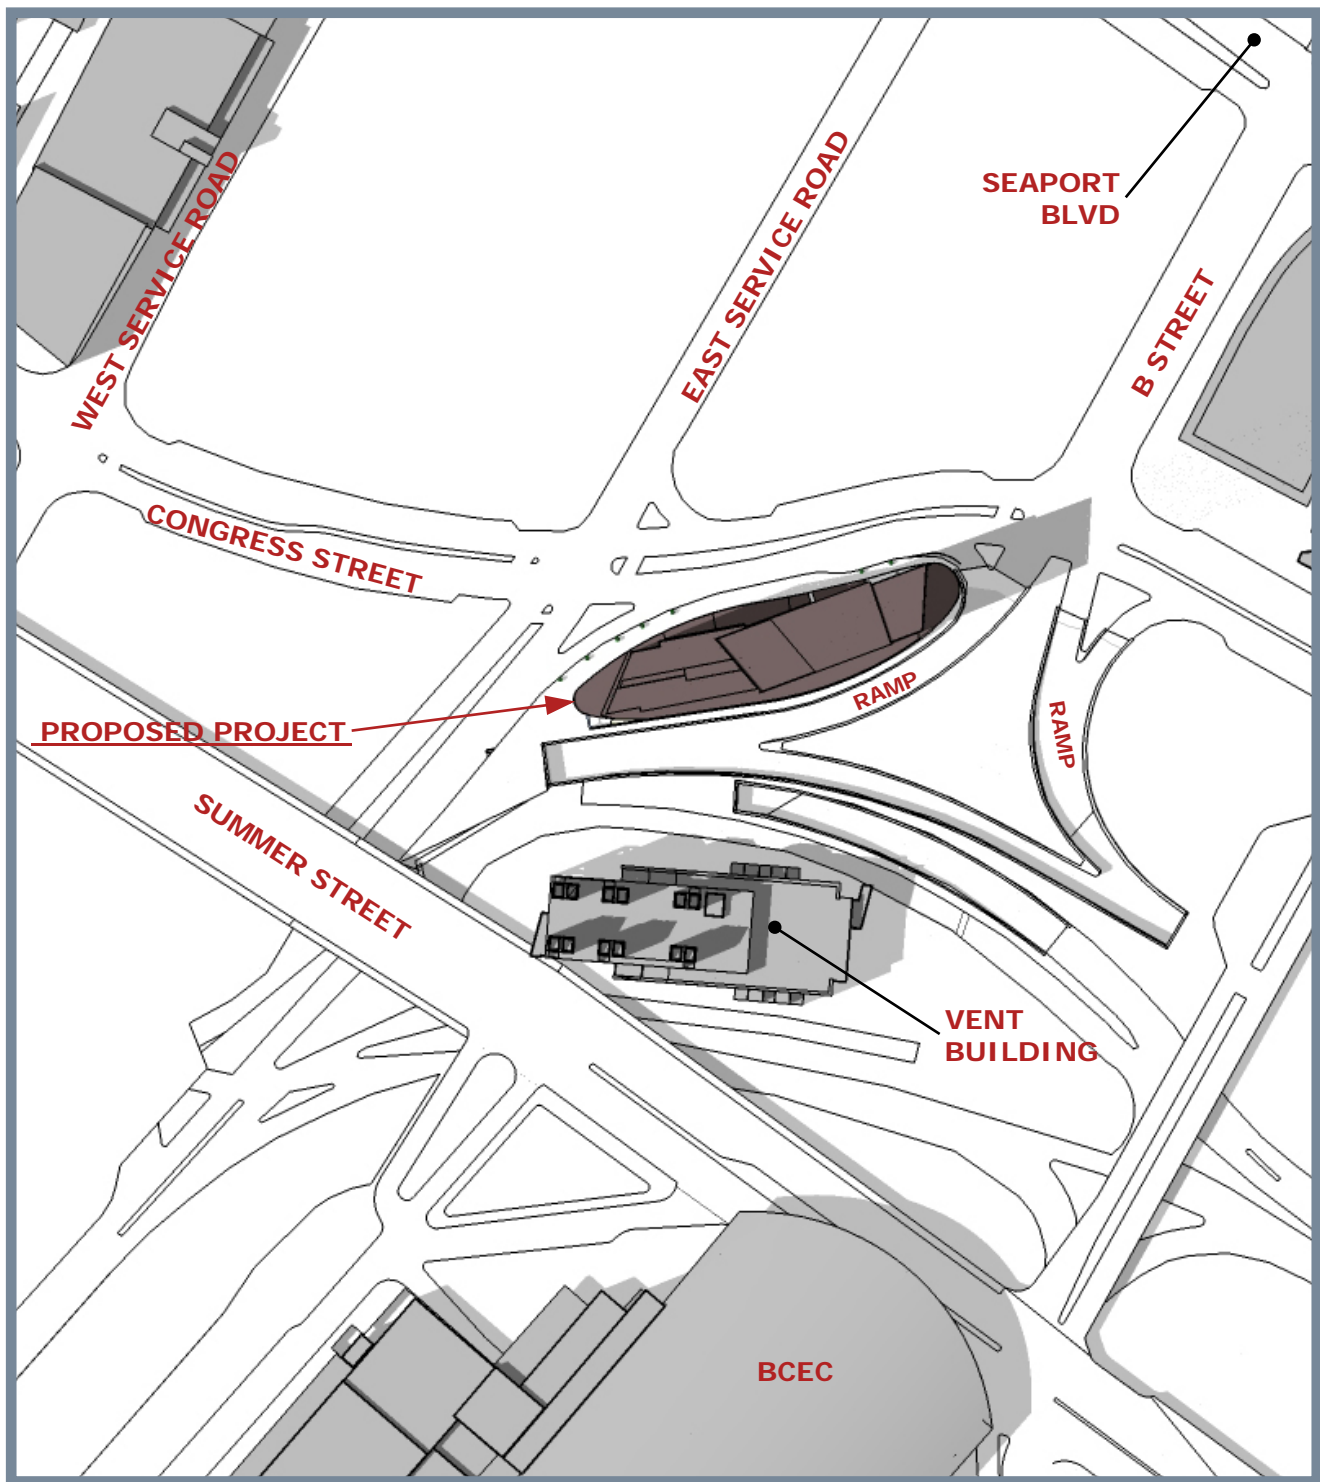 SEAPORT
BLVD
WEST SERVICE ROAD
EAST SERVICE ROAD
B STREET
CONGRESS STREET
RAMP
RAMP
PROPOSED PROJECT
SUMMER STREET
VENT
BUILDING
BCEC